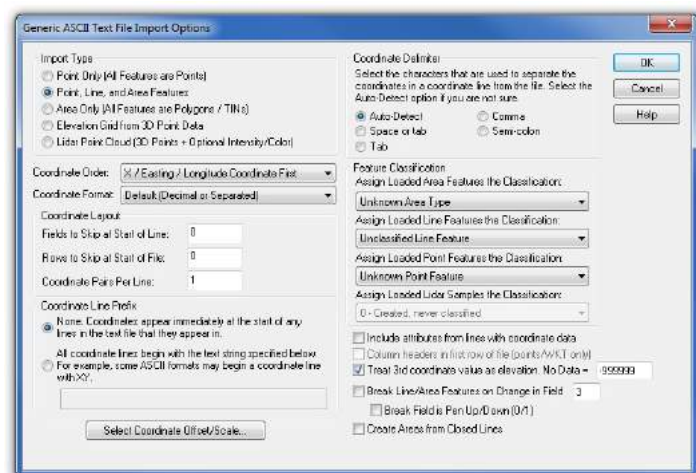 Generic ASCII Text File Import Options
Import Type
Point Only (All Features are Points)
Point, Line, and Area Features
Area Only (All Features are Polygons / TINs)
Elevation Grid from 3D Point Data
Lidar Point Cloud (3D Points + Optional Intensity/Color)
Coordinate Order: X / Easting / Longitude Coordinate First
Coordinate Format: Default (Decimal or Separated)
Coordinate Layout
Fields to Skip at Start of Line: 0
Rows to Skip at Start of File: 0
Coordinate Pairs Per Line: 1
Coordinate Line Prefix
None. Coordinates appear immediately at the start of any
lines in the text file that they appear in.
All coordinate lines begin with the text string specified below
For example, some ASCII formats may begin a coordinate line
with XY.
Select Coordinate Offset/Scale...
Coordinate Delimiter
Select the characters that are used to separate the
coordinates in a coordinate line from the file. Select the
Auto-Detect option if you are not sure.
Auto-Detect Comma
Space or tab Semi-colon
Tab
Feature Classification
Assign Loaded Area Features the Classification:
Unknown Area Type
Assign Loaded Line Features the Classification:
Unclassified Line Feature
Assign Loaded Point Features the Classification:
Unknown Point Feature
Assign Loaded Lidar Samples the Classification:
0 - Created, never classified
Include attributes from lines with coordinate data
Column headers in first row of file (points/WKT only)
Treat 3rd coordinate value as elevation. No Data = -999999
Break Line/Area Features on Change in Field 3
Break Field is Pen Up/Down (0/1)
Create Areas from Closed Lines
OK
Cancel
Help